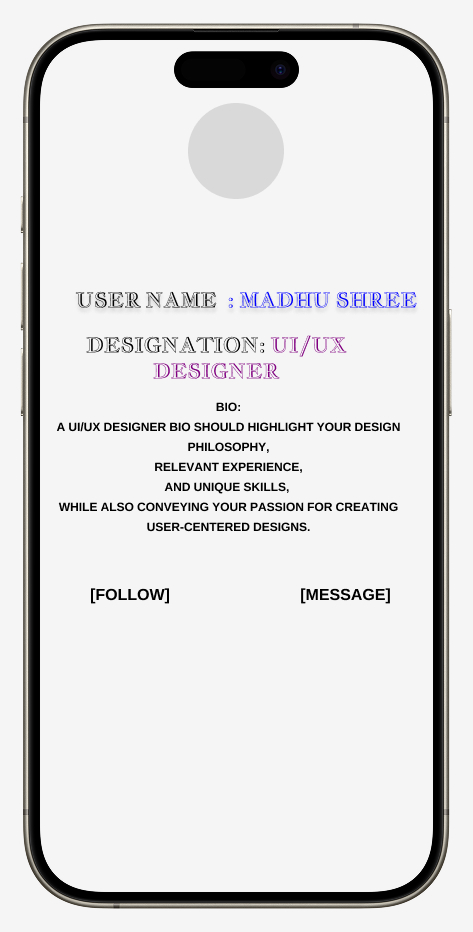 USER NAME : MADHU SHREE
DESIGNATION: UI/UX
DESIGNER
BIO:
A UI/UX DESIGNER BIO SHOULD HIGHLIGHT YOUR DESIGN
PHILOSOPHY,
RELEVANT EXPERIENCE,
AND UNIQUE SKILLS,
WHILE ALSO CONVEYING YOUR PASSION FOR CREATING
USER-CENTERED DESIGNS.
[FOLLOW] [MESSAGE]